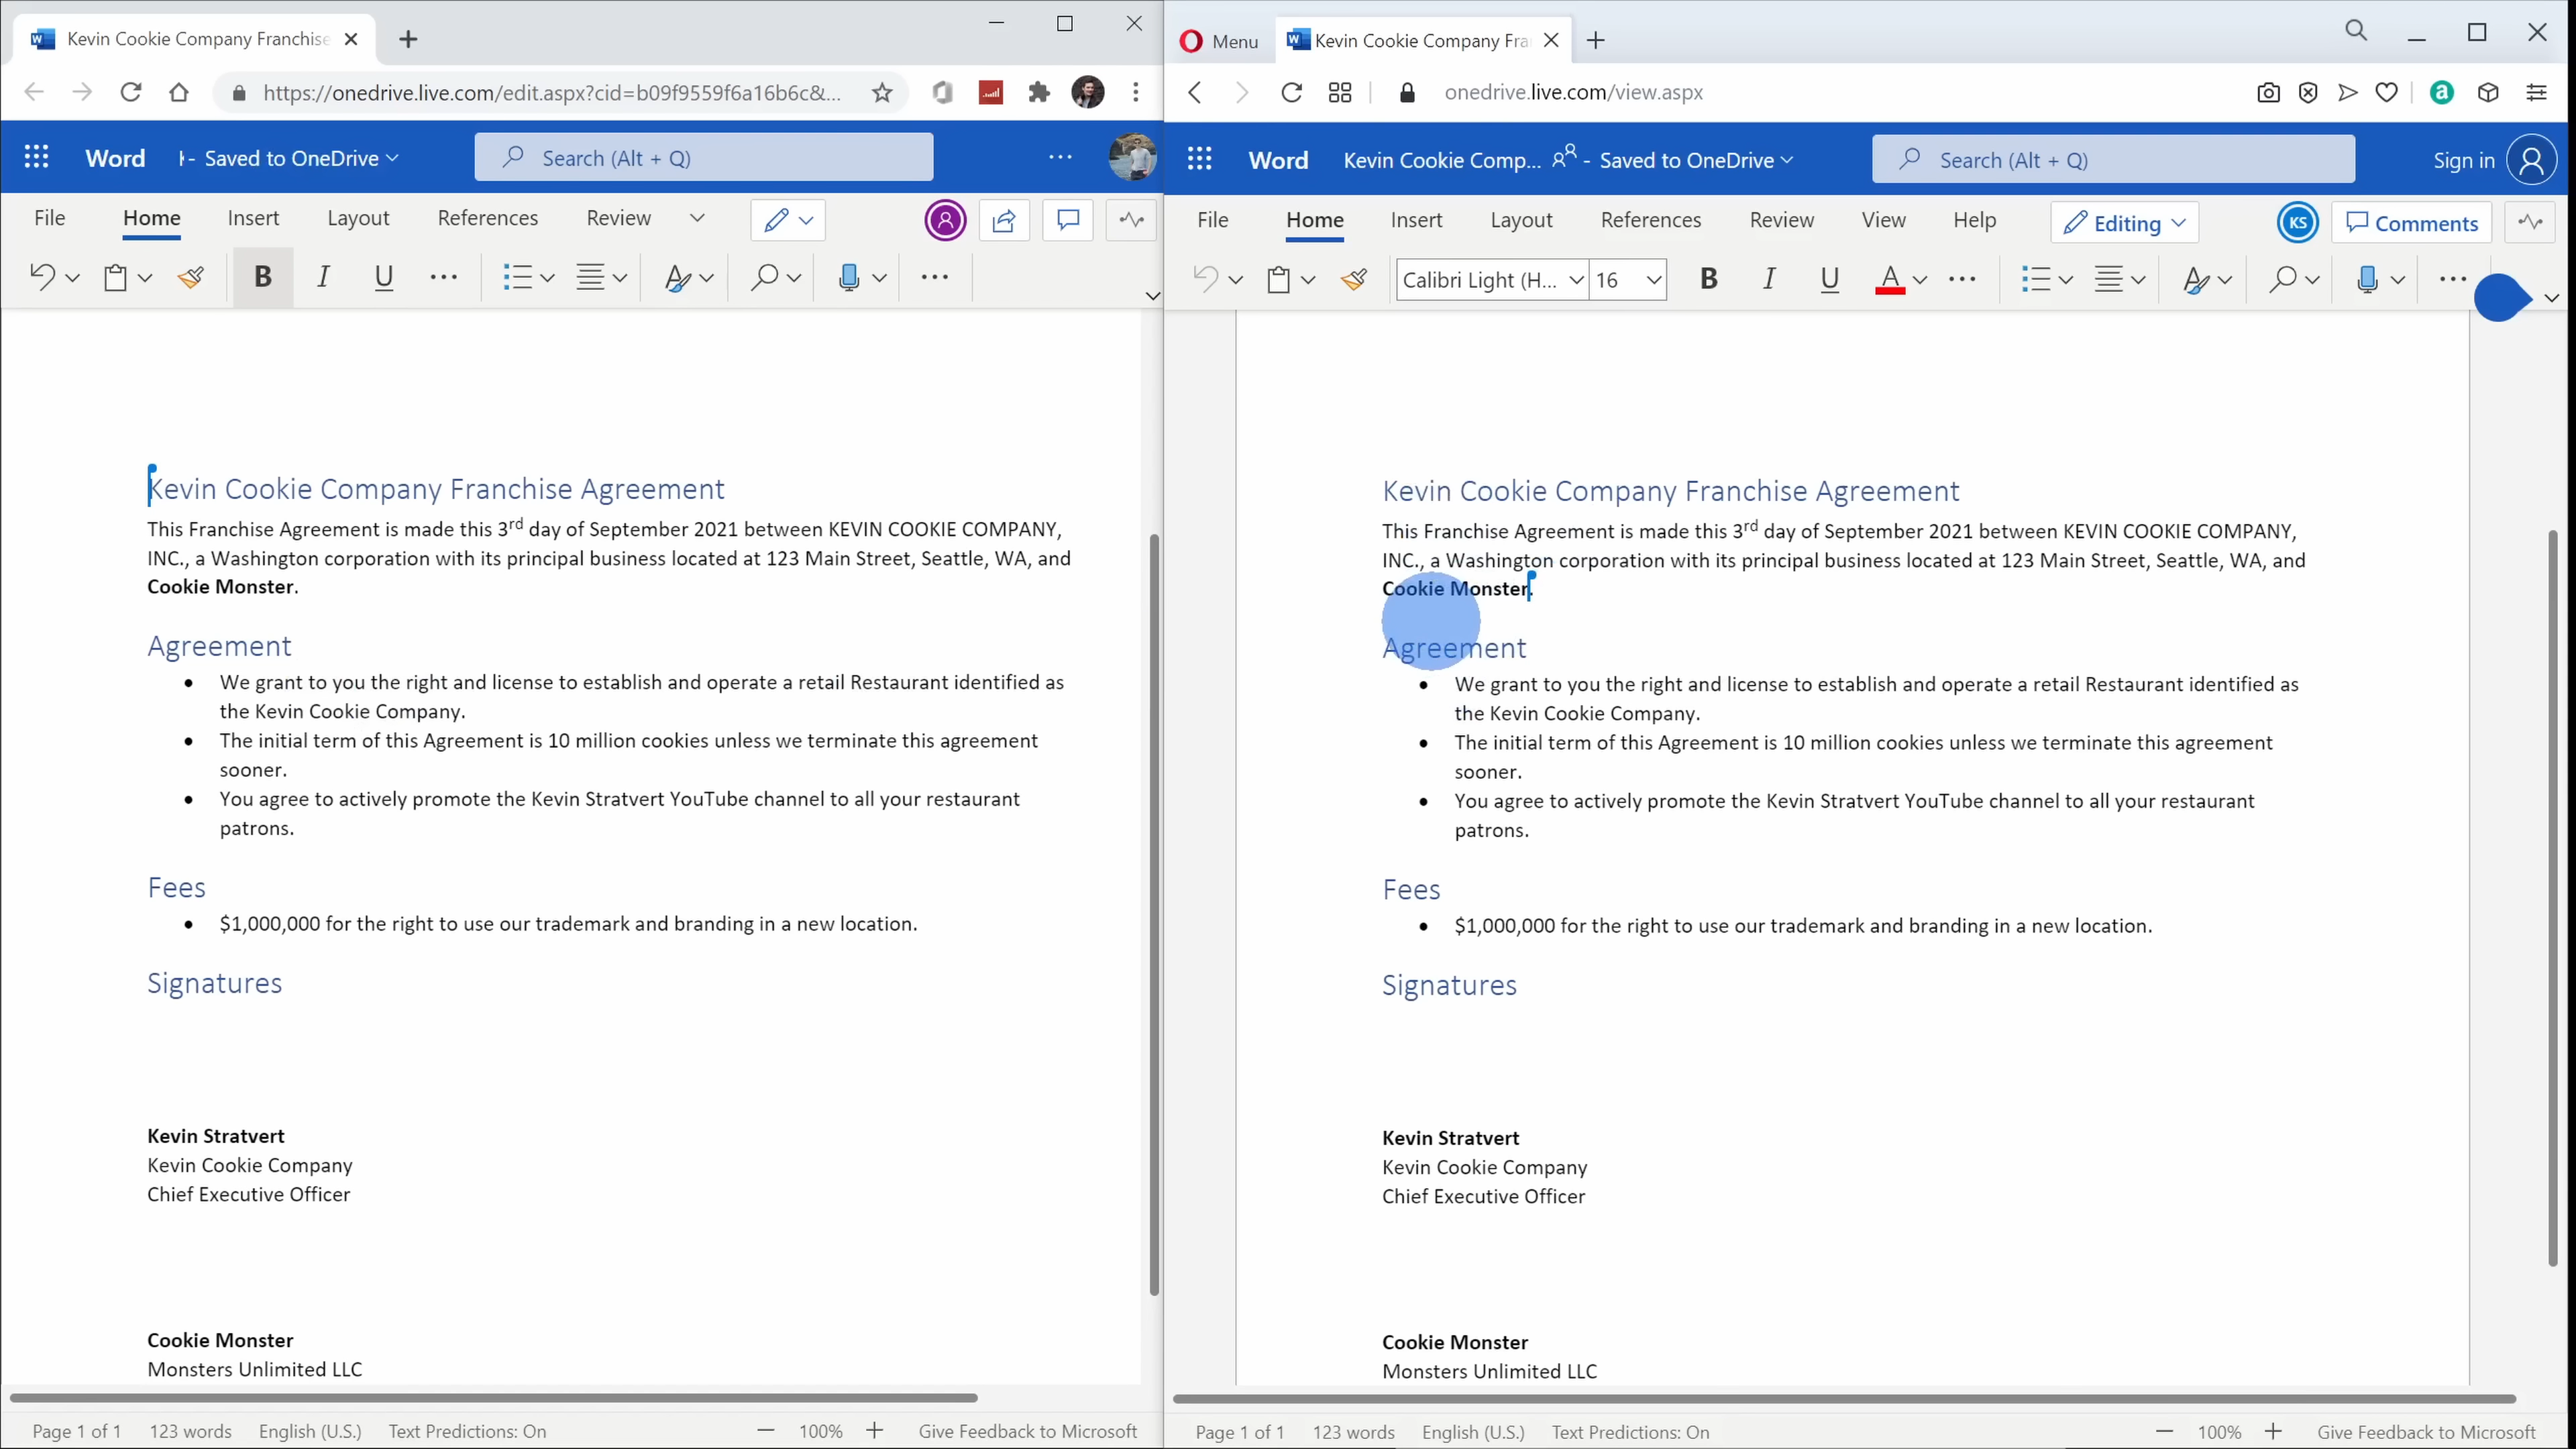 Kevin Cookie Company Franchise
https://onedrive.live.com/edit.aspx?cid=b09f9559f6a16b6c&...
Word
- Saved to OneDrive
Search (Alt + Q)
File Home Insert Layout References Review
B I U
Kevin Cookie Company Franchise Agreement
This Franchise Agreement is made this 3rd day of September 2021 between KEVIN COOKIE COMPANY,
INC., a Washington corporation with its principal business located at 123 Main Street, Seattle, WA, and
Cookie Monster.
Agreement
• We grant to you the right and license to establish and operate a retail Restaurant identified as
the Kevin Cookie Company.
• The initial term of this Agreement is 10 million cookies unless we terminate this agreement
sooner.
• You agree to actively promote the Kevin Stratvert YouTube channel to all your restaurant
patrons.
Fees
• $1,000,000 for the right to use our trademark and branding in a new location.
Signatures
Kevin Stratvert
Kevin Cookie Company
Chief Executive Officer
Cookie Monster
Monsters Unlimited LLC
Page 1 of 1 123 words English (U.S.) Text Predictions: On 100% Give Feedback to Microsoft
Menu
Kevin Cookie Company Fra
onedrive.live.com/view.aspx
Word
Kevin Cookie Comp... - Saved to OneDrive
Search (Alt + Q)
Sign in
File Home Insert Layout References Review View Help Editing KS Comments
Calibri Light (H... 16 B I U A
Kevin Cookie Company Franchise Agreement
This Franchise Agreement is made this 3rd day of September 2021 between KEVIN COOKIE COMPANY,
INC., a Washington corporation with its principal business located at 123 Main Street, Seattle, WA, and
Cookie Monster.
Agreement
• We grant to you the right and license to establish and operate a retail Restaurant identified as
the Kevin Cookie Company.
• The initial term of this Agreement is 10 million cookies unless we terminate this agreement
sooner.
• You agree to actively promote the Kevin Stratvert YouTube channel to all your restaurant
patrons.
Fees
• $1,000,000 for the right to use our trademark and branding in a new location.
Signatures
Kevin Stratvert
Kevin Cookie Company
Chief Executive Officer
Cookie Monster
Monsters Unlimited LLC
Page 1 of 1 123 words English (U.S.) Text Predictions: On 100% Give Feedback to Microsoft